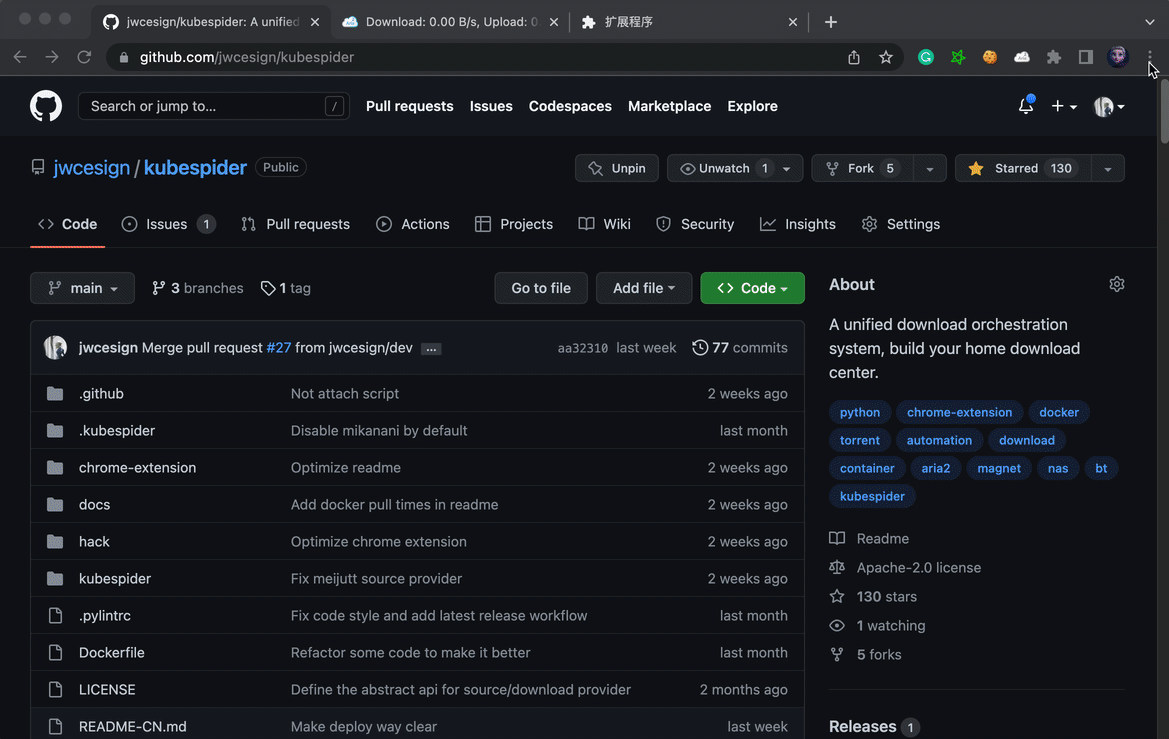 jwcesign/kubespider: A unified
Download: 0.00 B/s, Upload: 0
扩展程序
github.com/jwcesign/kubespider
Search or jump to... /
Pull requests Issues Codespaces Marketplace Explore
jwcesign / kubespider Public
Unpin Unwatch 1 Fork 5 Starred 130
Code Issues 1 Pull requests Actions Projects Wiki Security Insights Settings
main 3 branches 1 tag Go to file Add file Code
jwcesign Merge pull request #27 from jwcesign/dev ... aa32310 last week 77 commits
.github Not attach script 2 weeks ago
.kubespider Disable mikanani by default last month
chrome-extension Optimize readme 2 weeks ago
docs Add docker pull times in readme 2 weeks ago
hack Optimize chrome extension 2 weeks ago
kubespider Fix meijutt source provider 2 weeks ago
.pylintrc Fix code style and add latest release workflow last month
Dockerfile Refactor some code to make it better last month
LICENSE Define the abstract api for source/download provider 2 months ago
README-CN.md Make deploy way clear last week
About
A unified download orchestration
system, build your home download
center.
python chrome-extension docker
torrent automation download
container aria2 magnet nas bt
kubespider
Readme
Apache-2.0 license
130 stars
1 watching
5 forks
Releases 1